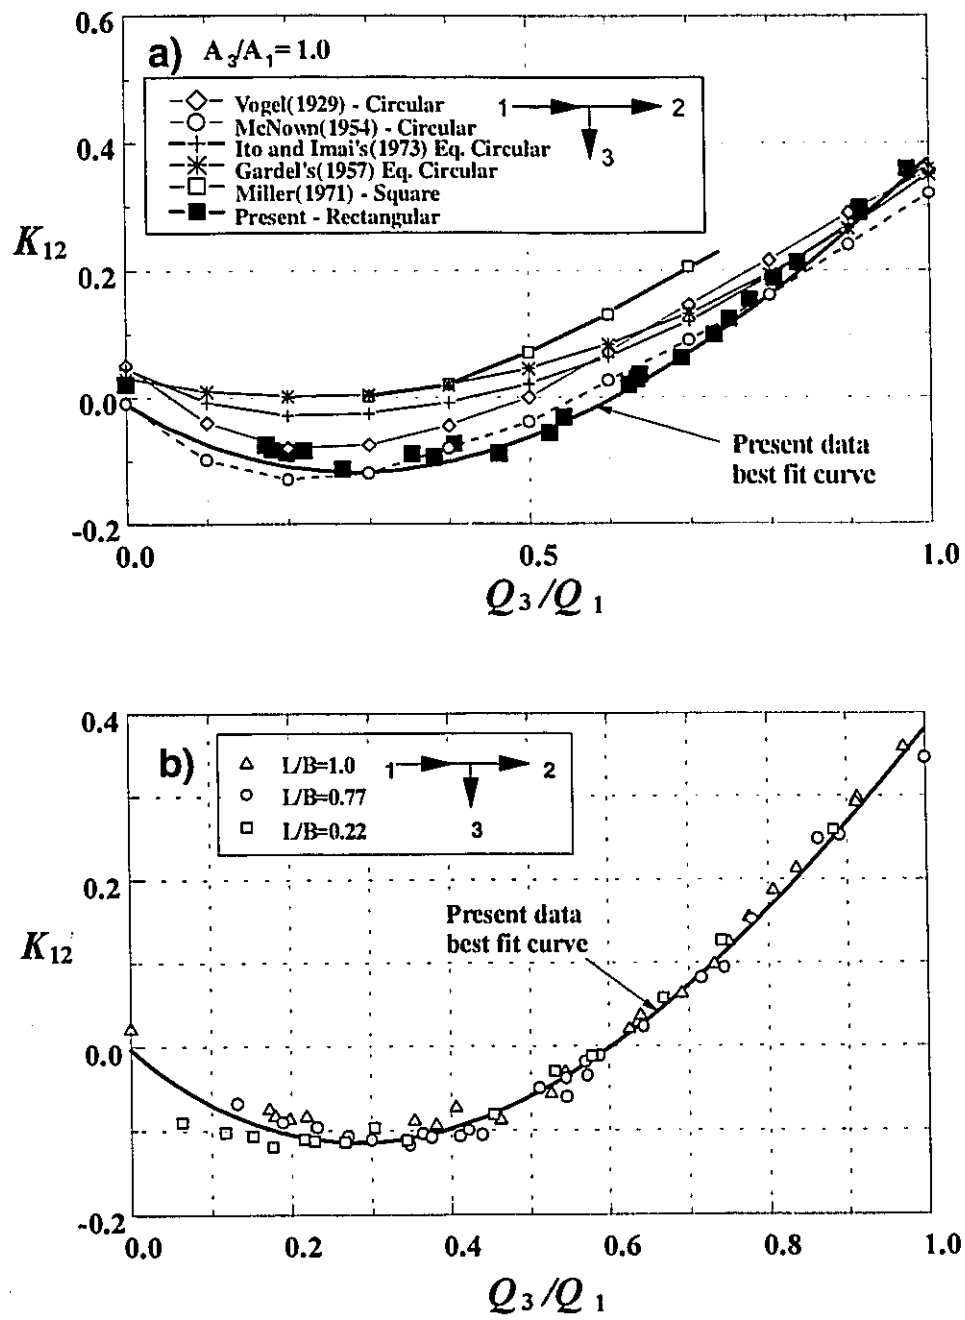 0.6
a) A3/A1= 1.0
Vogel(1929) - Circular
McNown(1954) - Circular
Ito and Imai's(1973) Eq. Circular
Gardel's(1957) Eq. Circular
Miller(1971) - Square
Present - Rectangular
1 2
3
0.4
K12
0.2
0.0
-0.2
Present data
best fit curve
0.0 0.5 1.0
Q3/Q1
0.4
b)
L/B=1.0
L/B=0.77
L/B=0.22
1 2
3
0.2
Present data
best fit curve
K12
0.0
-0.2
0.0 0.2 0.4 0.6 0.8 1.0
Q3/Q1